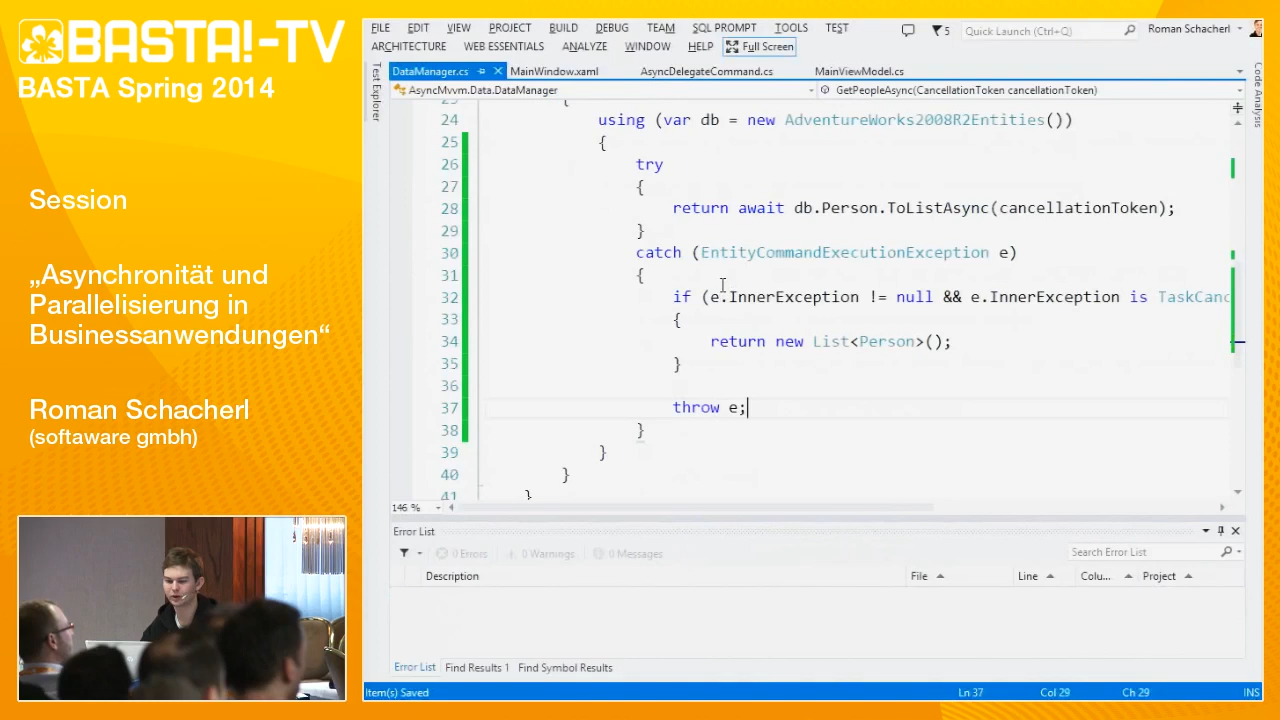 BASTA!-TV
BASTA Spring 2014
Session
„Asynchronität und
Parallelisierung in
Businessanwendungen“
Roman Schacherl
(softaware gmbh)
FILE EDIT VIEW PROJECT BUILD DEBUG TEAM SQL PROMPT TOOLS TEST
5 Quick Launch (Ctrl+Q) Roman Schacherl
ARCHITECTURE WEB ESSENTIALS ANALYZE WINDOW HELP Full Screen
Test Explorer
DataManager.cs MainWindow.xaml AsyncDelegateCommand.cs MainViewModel.cs
Code Analysis
AsyncMvvm.Data.DataManager GetPeopleAsync(CancellationToken cancellationToken)
23 {
24 using (var db = new AdventureWorks2008R2Entities())
25 {
26 try
27 {
28 return await db.Person.ToListAsync(cancellationToken);
29 }
30 catch (EntityCommandExecutionException e)
31 {
32 if (e.InnerException != null && e.InnerException is TaskCanc
33 {
34 return new List<Person>();
35 }
36
37 throw e;
38 }
39 }
40 }
41 }
146 %
Error List
0 Errors 0 Warnings 0 Messages Search Error List
Description File Line Colu... Project
Error List Find Results 1 Find Symbol Results
Item(s) Saved Ln 37 Col 29 Ch 29 INS